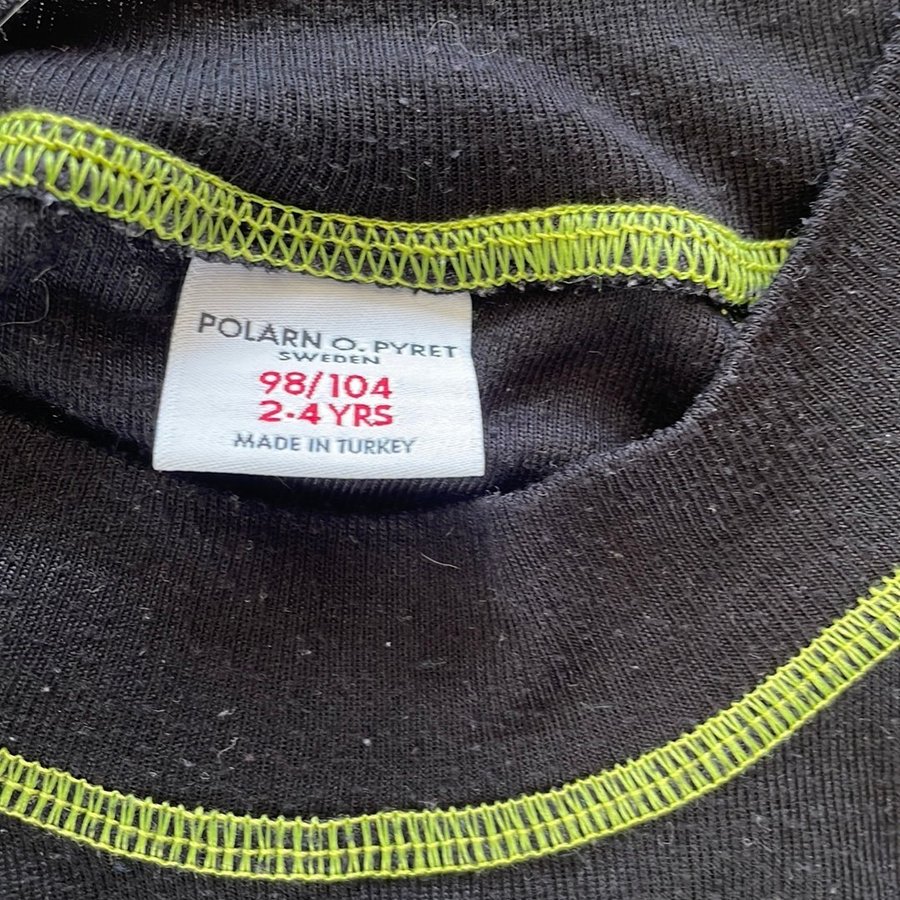 POLARN O. PYRET
SWEDEN
98/104
2-4 YRS
MADE IN TURKEY